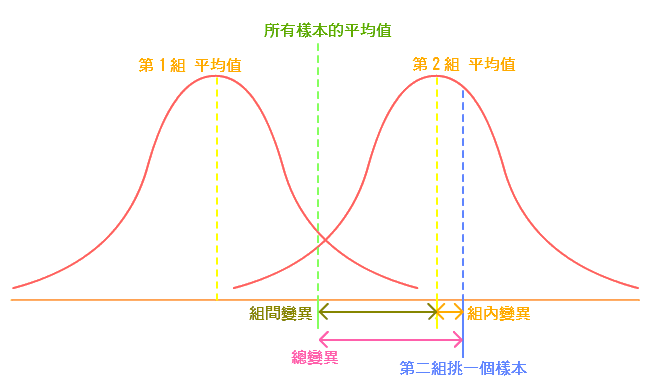 所有樣本的平均值
第1組 平均值
第2組 平均值
組間變異
組內變異
總變異
第二組挑一個樣本